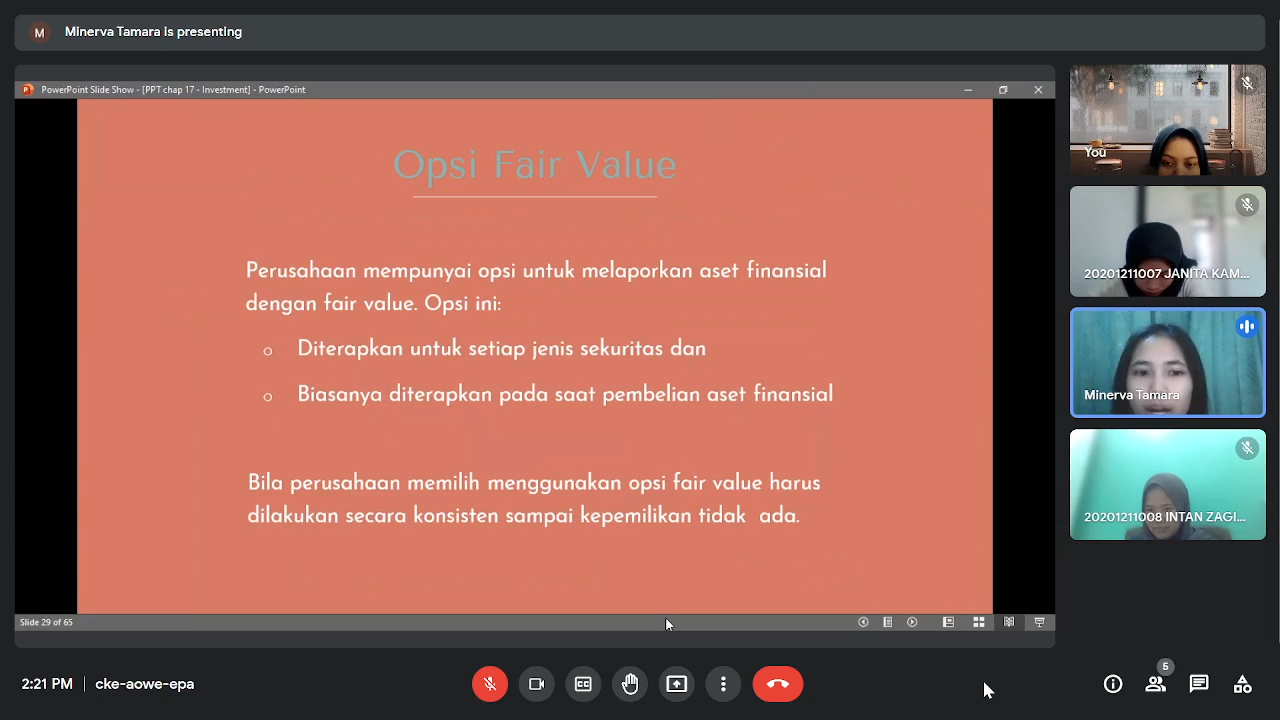 M Minerva Tamara is presenting
PowerPoint Slide Show - [PPT chap 17 - Investment] - PowerPoint
Opsi Fair Value
Perusahaan mempunyai opsi untuk melaporkan aset finansial
dengan fair value. Opsi ini:
o Diterapkan untuk setiap jenis sekuritas dan
o Biasanya diterapkan pada saat pembelian aset finansial
Bila perusahaan memilih menggunakan opsi fair value harus
dilakukan secara konsisten sampai kepemilikan tidak ada.
Slide 29 of 65
You
20201211007 JANITA KAM...
Minerva Tamara
20201211008 INTAN ZAGI...
2:21 PM | cke-aowe-epa
CC
5